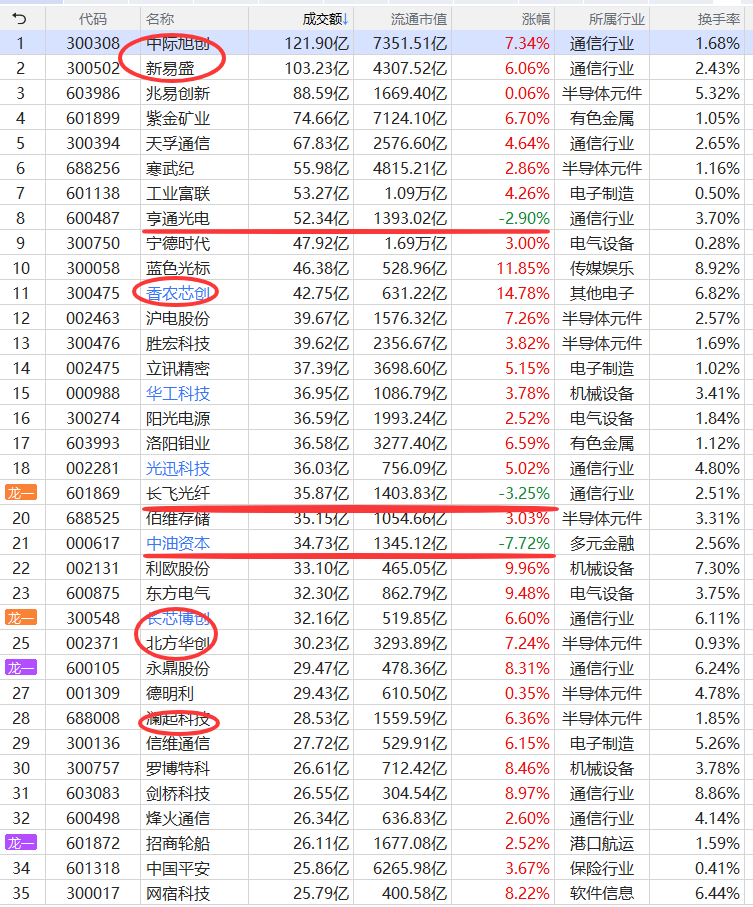 代码 名称 成交额↓ 流通市值 涨幅 所属行业 换手率
1 300308 中际旭创 121.90亿 7351.51亿 7.34% 通信行业 1.68%
2 300502 新易盛 103.23亿 4307.52亿 6.06% 通信行业 2.43%
3 603986 兆易创新 88.59亿 1669.40亿 0.06% 半导体元件 5.32%
4 601899 紫金矿业 74.66亿 7124.10亿 6.70% 有色金属 1.05%
5 300394 天孚通信 67.83亿 2576.60亿 4.64% 通信行业 2.65%
6 688256 寒武纪 55.98亿 4815.21亿 2.86% 半导体元件 1.16%
7 601138 工业富联 53.27亿 1.09万亿 4.26% 电子制造 0.50%
8 600487 亨通光电 52.34亿 1393.02亿 -2.90% 通信行业 3.70%
9 300750 宁德时代 47.92亿 1.69万亿 3.00% 电气设备 0.28%
10 300058 蓝色光标 46.38亿 528.96亿 11.85% 传媒娱乐 8.92%
11 300475 香农芯创 42.75亿 631.22亿 14.78% 其他电子 6.82%
12 002463 沪电股份 39.67亿 1576.32亿 7.26% 半导体元件 2.57%
13 300476 胜宏科技 39.62亿 2356.67亿 3.82% 半导体元件 1.69%
14 002475 立讯精密 37.39亿 3698.60亿 5.15% 电子制造 1.02%
15 000988 华工科技 36.95亿 1086.79亿 3.78% 机械设备 3.41%
16 300274 阳光电源 36.59亿 1993.24亿 2.52% 电气设备 1.84%
17 603993 洛阳钼业 36.58亿 3277.40亿 6.59% 有色金属 1.12%
18 002281 光迅科技 36.03亿 756.09亿 5.02% 通信行业 4.80%
龙一 601869 长飞光纤 35.87亿 1403.83亿 -3.25% 通信行业 2.51%
20 688525 佰维存储 35.15亿 1054.66亿 3.03% 半导体元件 3.31%
21 000617 中油资本 34.73亿 1345.12亿 -7.72% 多元金融 2.56%
22 002131 利欧股份 33.10亿 465.05亿 9.96% 机械设备 7.30%
23 600875 东方电气 32.30亿 862.79亿 9.48% 电气设备 3.75%
龙一 300548 长芯博创 32.16亿 519.85亿 6.60% 通信行业 6.11%
25 002371 北方华创 30.23亿 3293.89亿 7.24% 半导体元件 0.93%
龙一 600105 永鼎股份 29.47亿 478.36亿 8.31% 通信行业 6.24%
27 001309 德明利 29.43亿 610.50亿 0.35% 半导体元件 4.78%
28 688008 澜起科技 28.53亿 1559.59亿 6.36% 半导体元件 1.85%
29 300136 信维通信 27.72亿 529.91亿 6.15% 电子制造 5.26%
30 300757 罗博特科 26.61亿 712.42亿 8.46% 机械设备 3.78%
31 603083 剑桥科技 26.55亿 304.54亿 8.97% 通信行业 8.86%
32 600498 烽火通信 26.34亿 636.83亿 2.60% 通信行业 4.14%
龙一 601872 招商轮船 26.11亿 1677.08亿 2.52% 港口航运 1.59%
34 601318 中国平安 25.86亿 6265.98亿 3.67% 保险行业 0.41%
35 300017 网宿科技 25.79亿 400.58亿 8.22% 软件信息 6.44%